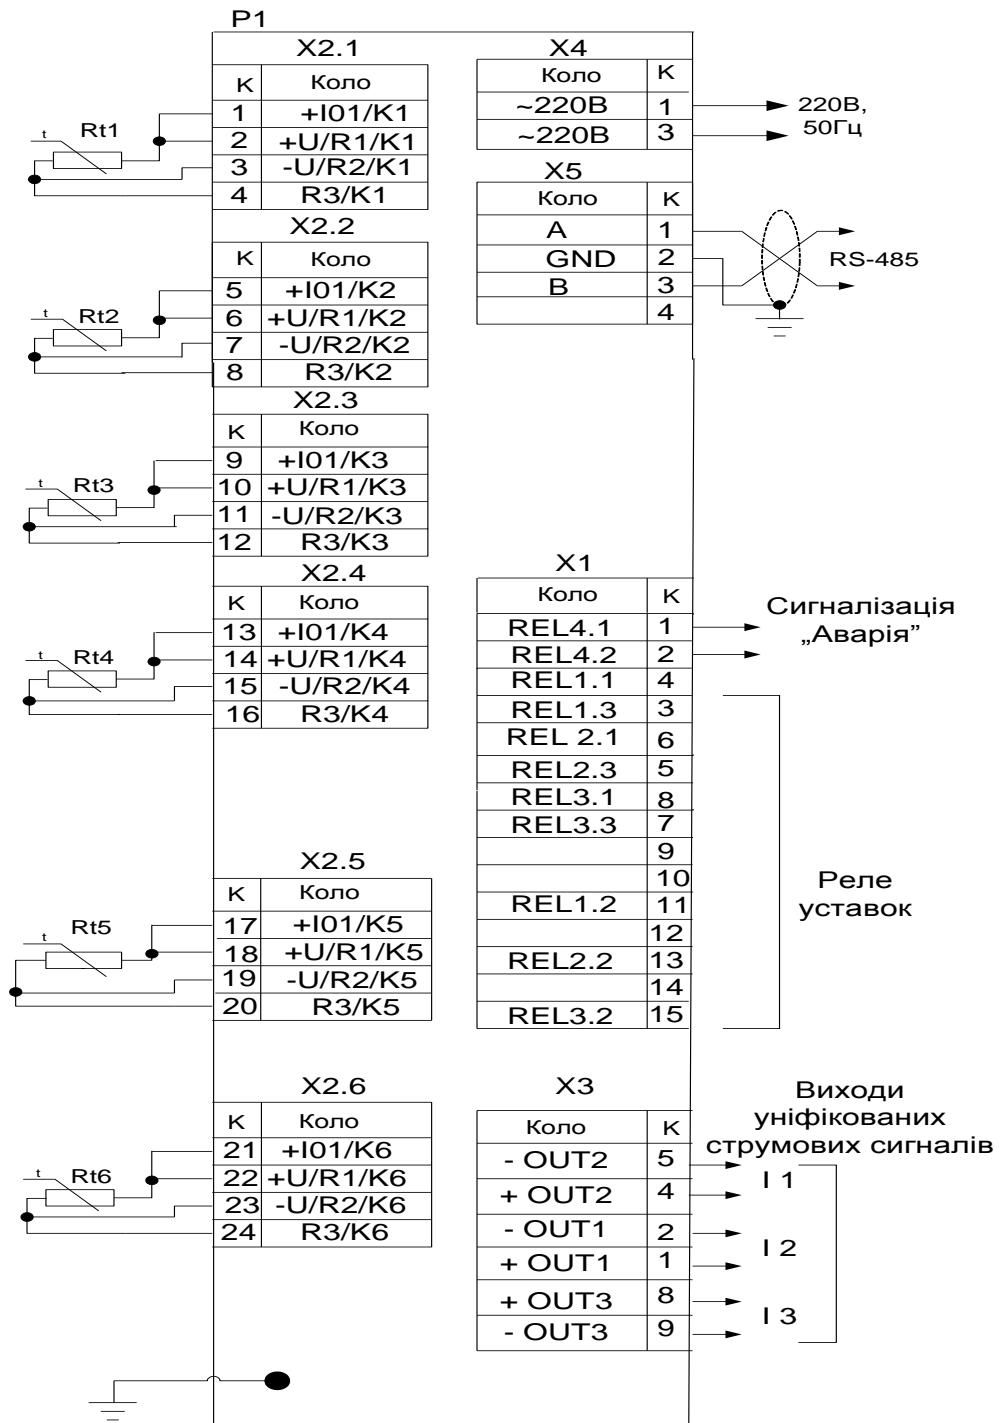 P1
X2.1
К Коло
1 +I01/K1
2 +U/R1/K1
3 -U/R2/K1
4 R3/K1
t Rt1
X2.2
К Коло
5 +I01/K2
6 +U/R1/K2
7 -U/R2/K2
8 R3/K2
t Rt2
X2.3
К Коло
9 +I01/K3
10 +U/R1/K3
11 -U/R2/K3
12 R3/K3
t Rt3
X2.4
К Коло
13 +I01/K4
14 +U/R1/K4
15 -U/R2/K4
16 R3/K4
t Rt4
X2.5
К Коло
17 +I01/K5
18 +U/R1/K5
19 -U/R2/K5
20 R3/K5
t Rt5
X2.6
К Коло
21 +I01/K6
22 +U/R1/K6
23 -U/R2/K6
24 R3/K6
t Rt6
X4
Коло К
~220В 1
~220В 3
220В,
50Гц
X5
Коло К
A 1
GND 2
B 3
4
RS-485
X1
Коло К
REL4.1 1
REL4.2 2
REL1.1 4
REL1.3 3
REL 2.1 6
REL2.3 5
REL3.1 8
REL3.3 7
9
10
REL1.2 11
12
REL2.2 13
14
REL3.2 15
Сигналізація
„Аварія”
Реле
уставок
X3
Коло К
- OUT2 5
+ OUT2 4
- OUT1 2
+ OUT1 1
+ OUT3 8
- OUT3 9
Виходи
уніфікованих
струмових сигналів
I 1
I 2
I 3